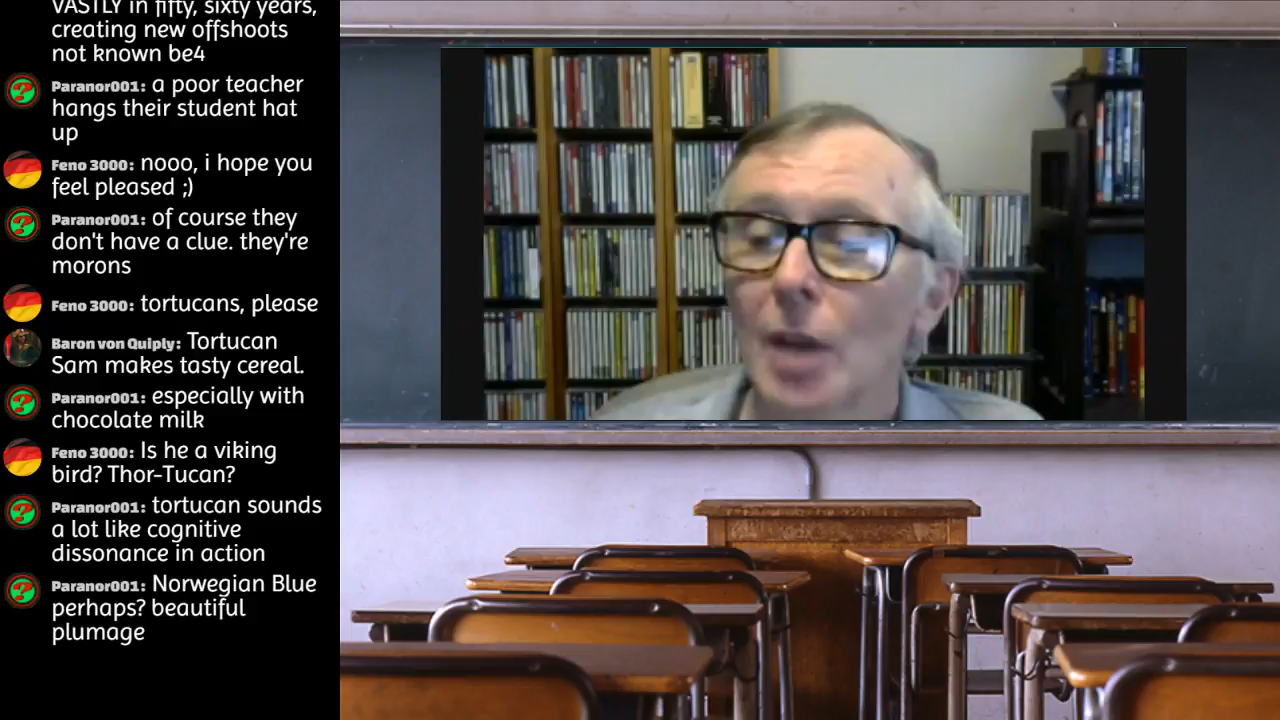 VASTLY in fifty, sixty years,
creating new offshoots
not known be4
Paranor001: a poor teacher
hangs their student hat
up
Feno 3000: nooo, i hope you
feel pleased ;)
Paranor001: of course they
don't have a clue. they're
morons
Feno 3000: tortucans, please
Baron von Quiply: Tortucan
Sam makes tasty cereal.
Paranor001: especially with
chocolate milk
Feno 3000: Is he a viking
bird? Thor-Tucan?
Paranor001: tortucan sounds
a lot like cognitive
dissonance in action
Paranor001: Norwegian Blue
perhaps? beautiful
plumage